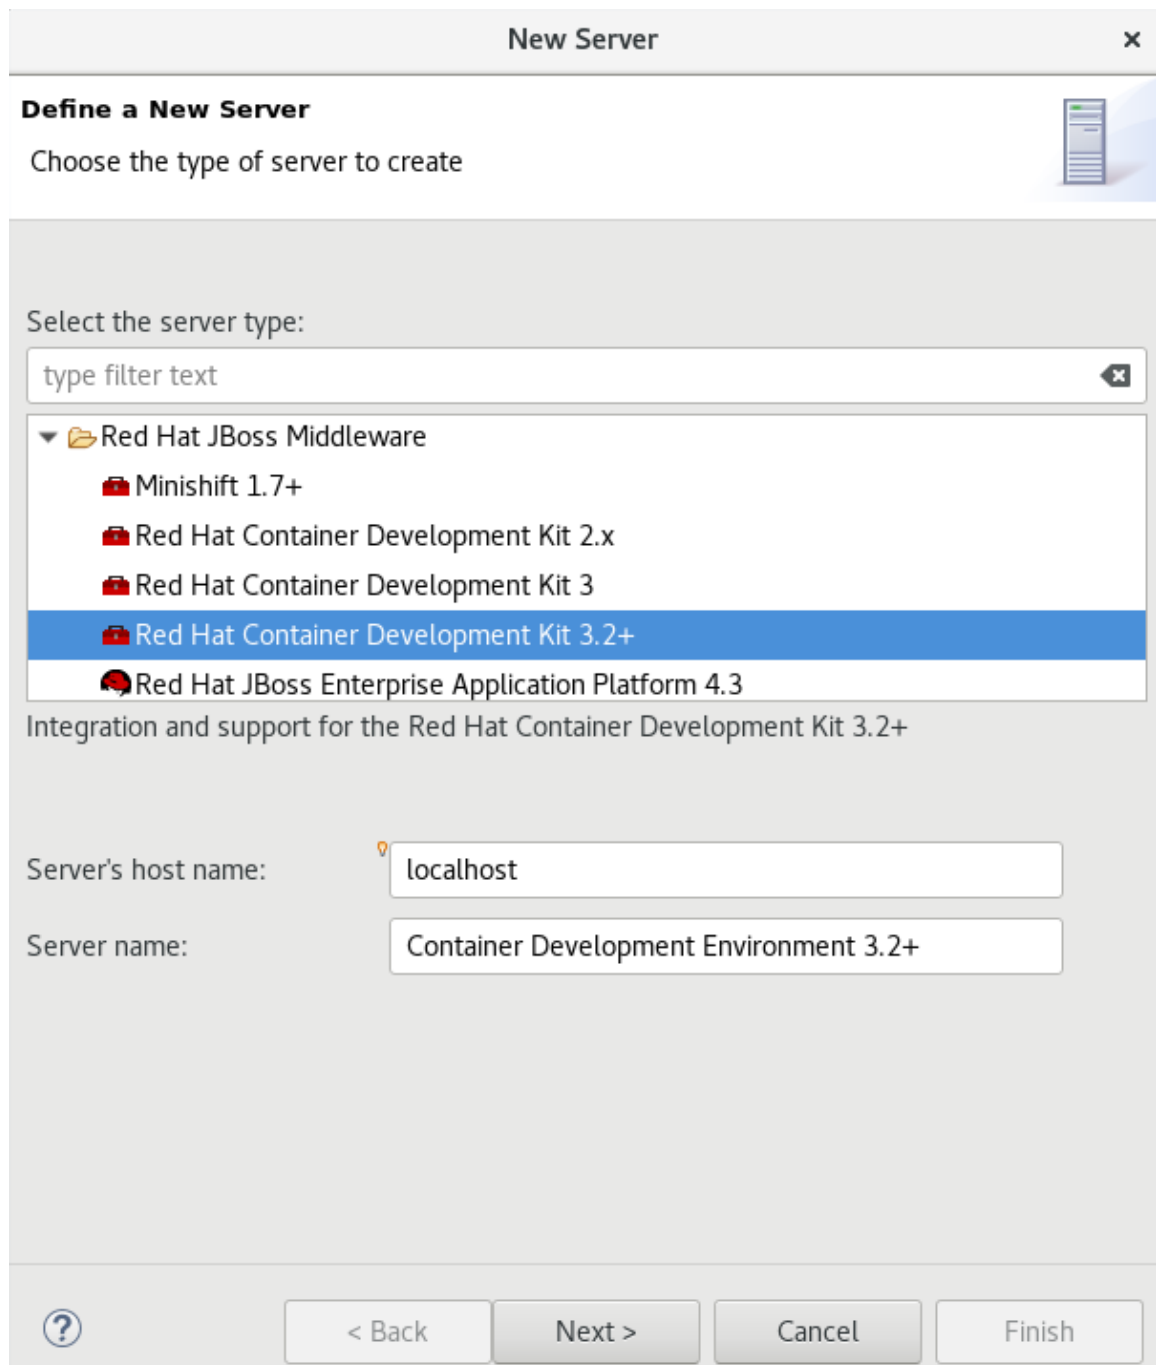 New Server
Define a New Server
Choose the type of server to create
Select the server type:
type filter text
Red Hat JBoss Middleware
Minishift 1.7+
Red Hat Container Development Kit 2.x
Red Hat Container Development Kit 3
Red Hat Container Development Kit 3.2+
Red Hat JBoss Enterprise Application Platform 4.3
Integration and support for the Red Hat Container Development Kit 3.2+
Server's host name: localhost
Server name: Container Development Environment 3.2+
< Back Next > Cancel Finish